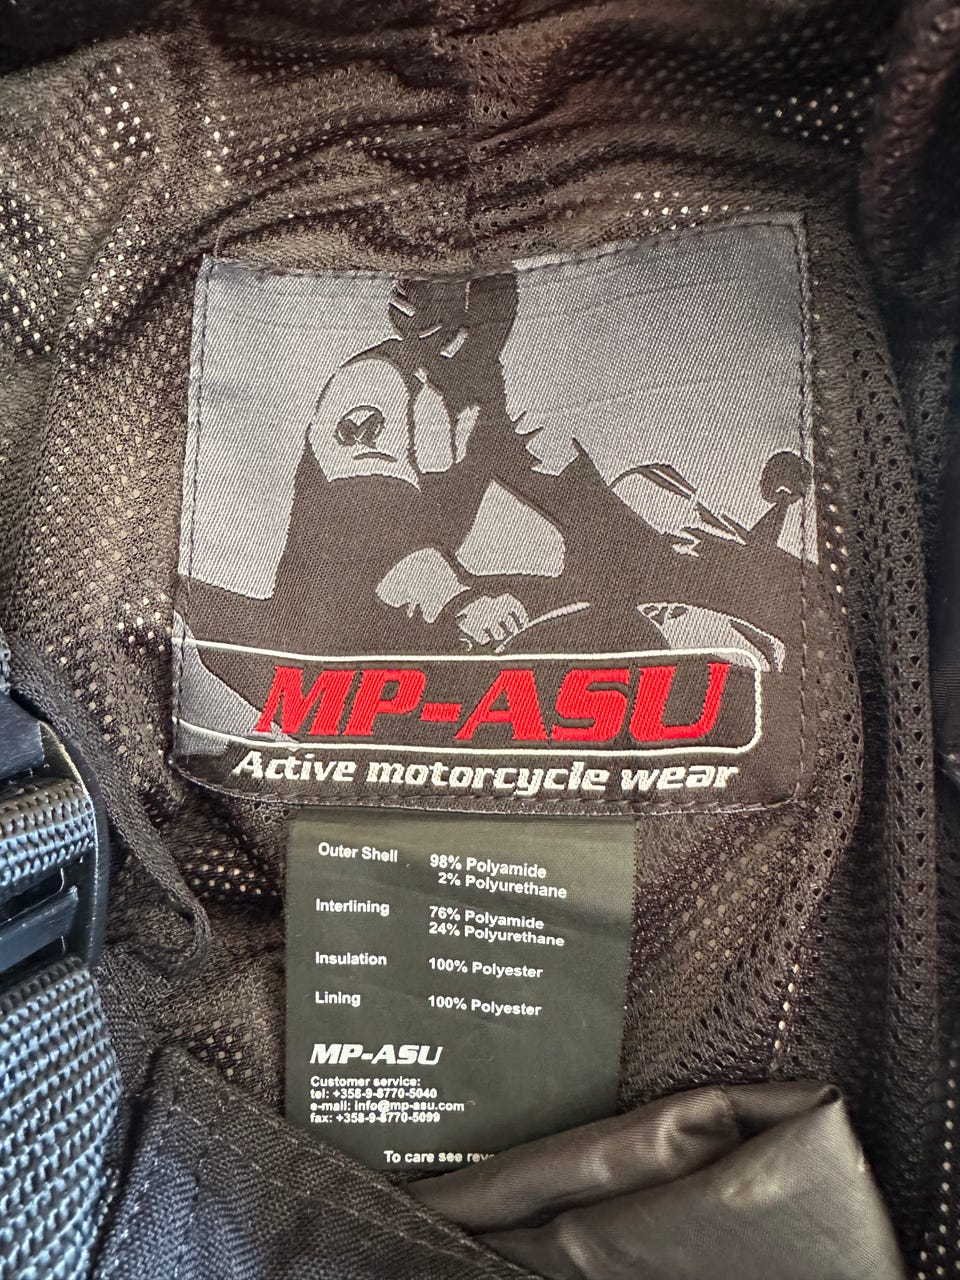 MP-ASU
Active motorcycle wear
Outer Shell 98% Polyamide
2% Polyurethane
Interlining 76% Polyamide
24% Polyurethane
Insulation 100% Polyester
Lining 100% Polyester
MP-ASU
Customer service:
tel: +358-9-8770-5040
e-mail: info@mp-asu.com
fax: +358-9-8770-5099
To care see